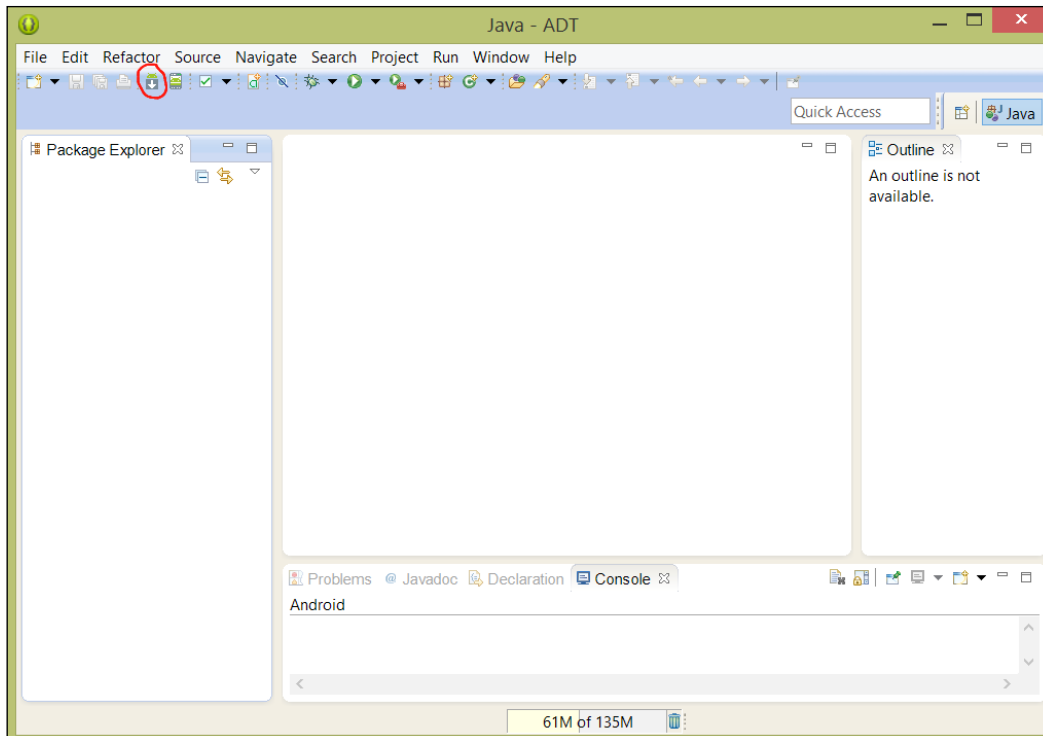 Java - ADT
File Edit Refactor Source Navigate Search Project Run Window Help
Quick Access
Java
Package Explorer
Outline
An outline is not
available.
Problems @ Javadoc Declaration Console
Android
61M of 135M